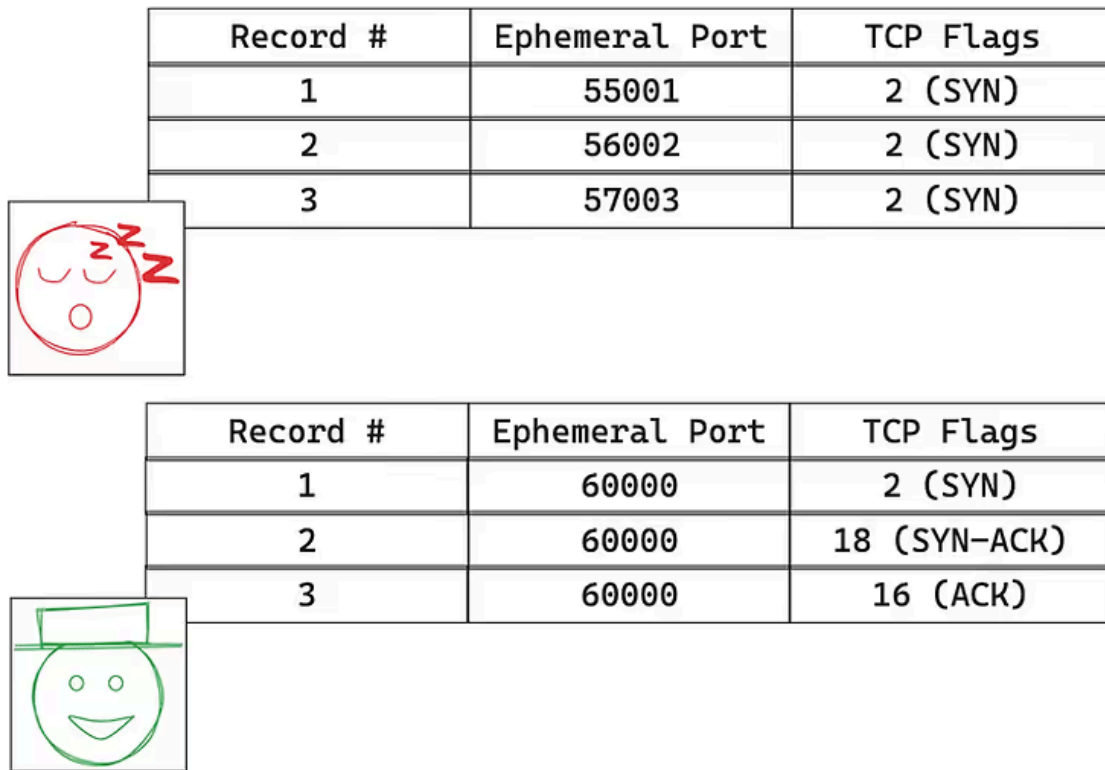 Record # Ephemeral Port TCP Flags
1 55001 2 (SYN)
2 56002 2 (SYN)
3 57003 2 (SYN)
z z z
Record # Ephemeral Port TCP Flags
1 60000 2 (SYN)
2 60000 18 (SYN-ACK)
3 60000 16 (ACK)